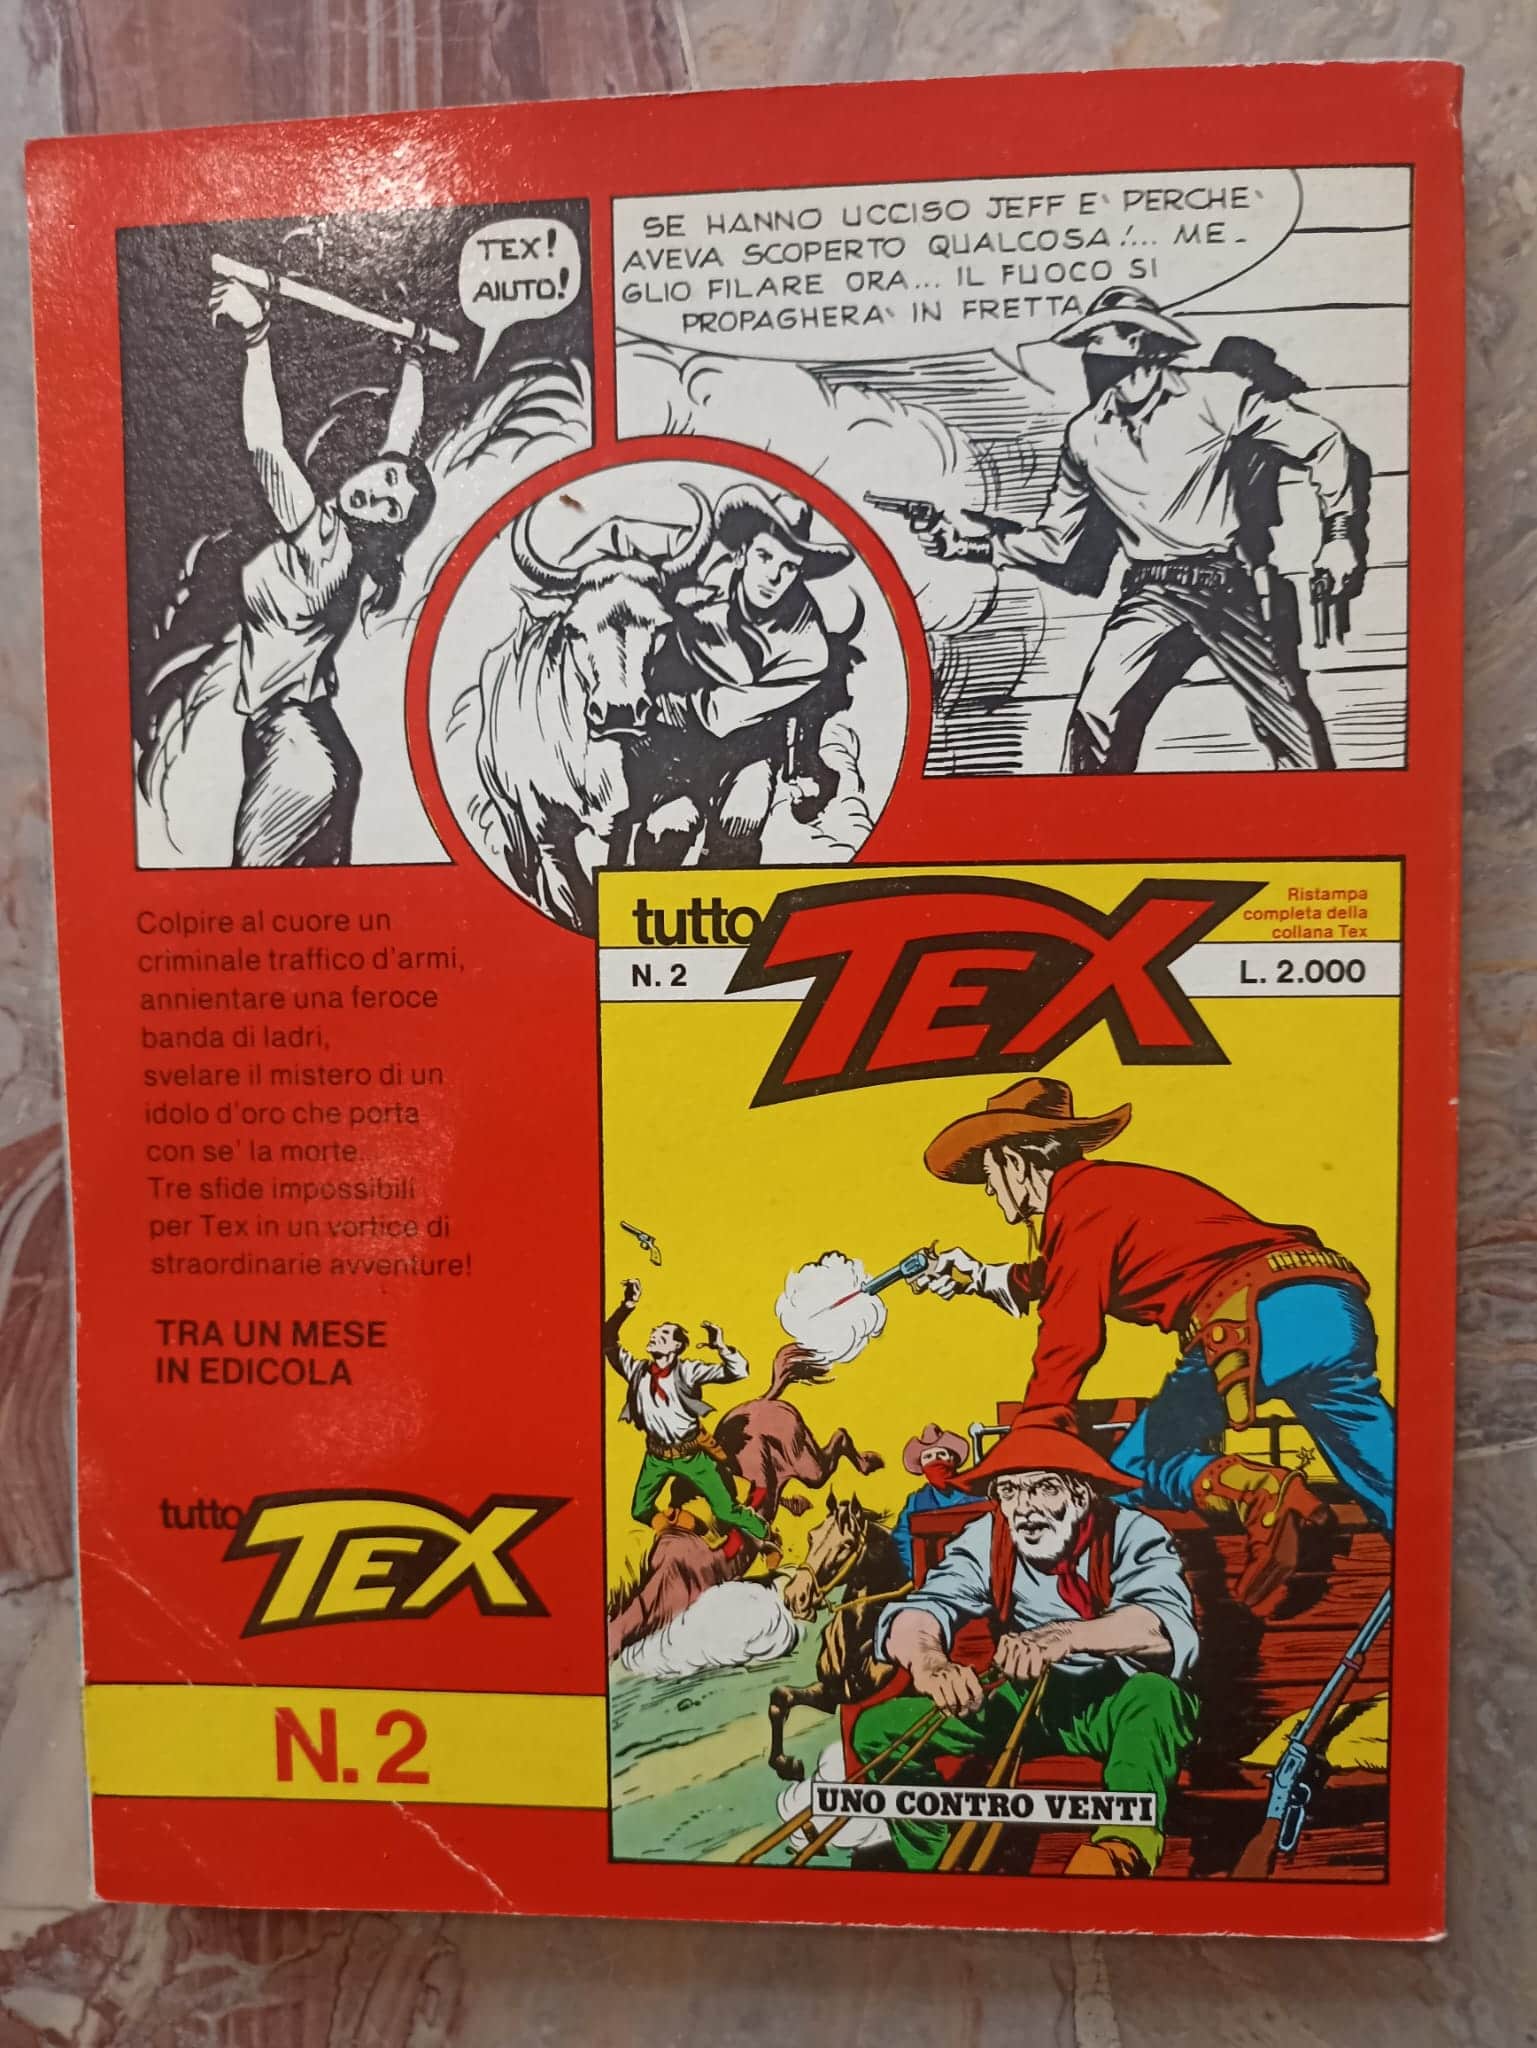 TEX!
AIUTO!
SE HANNO UCCISO JEFF E' PERCHE'
AVEVA SCOPERTO QUALCOSA!... ME-
GLIO FILARE ORA... IL FUOCO SI
PROPAGHERA' IN FRETTA
Colpire al cuore un
criminale traffico d'armi,
annientare una feroce
banda di ladri,
svelare il mistero di un
idolo d'oro che porta
con se' la morte...
Tre sfide impossibili
per Tex in un vortice di
straordinarie avventure!
TRA UN MESE
IN EDICOLA
tutto
TEX
N. 2
tutto
TEX
Ristampa
completa della
collana Tex
N. 2
L. 2.000
UNO CONTRO VENTI